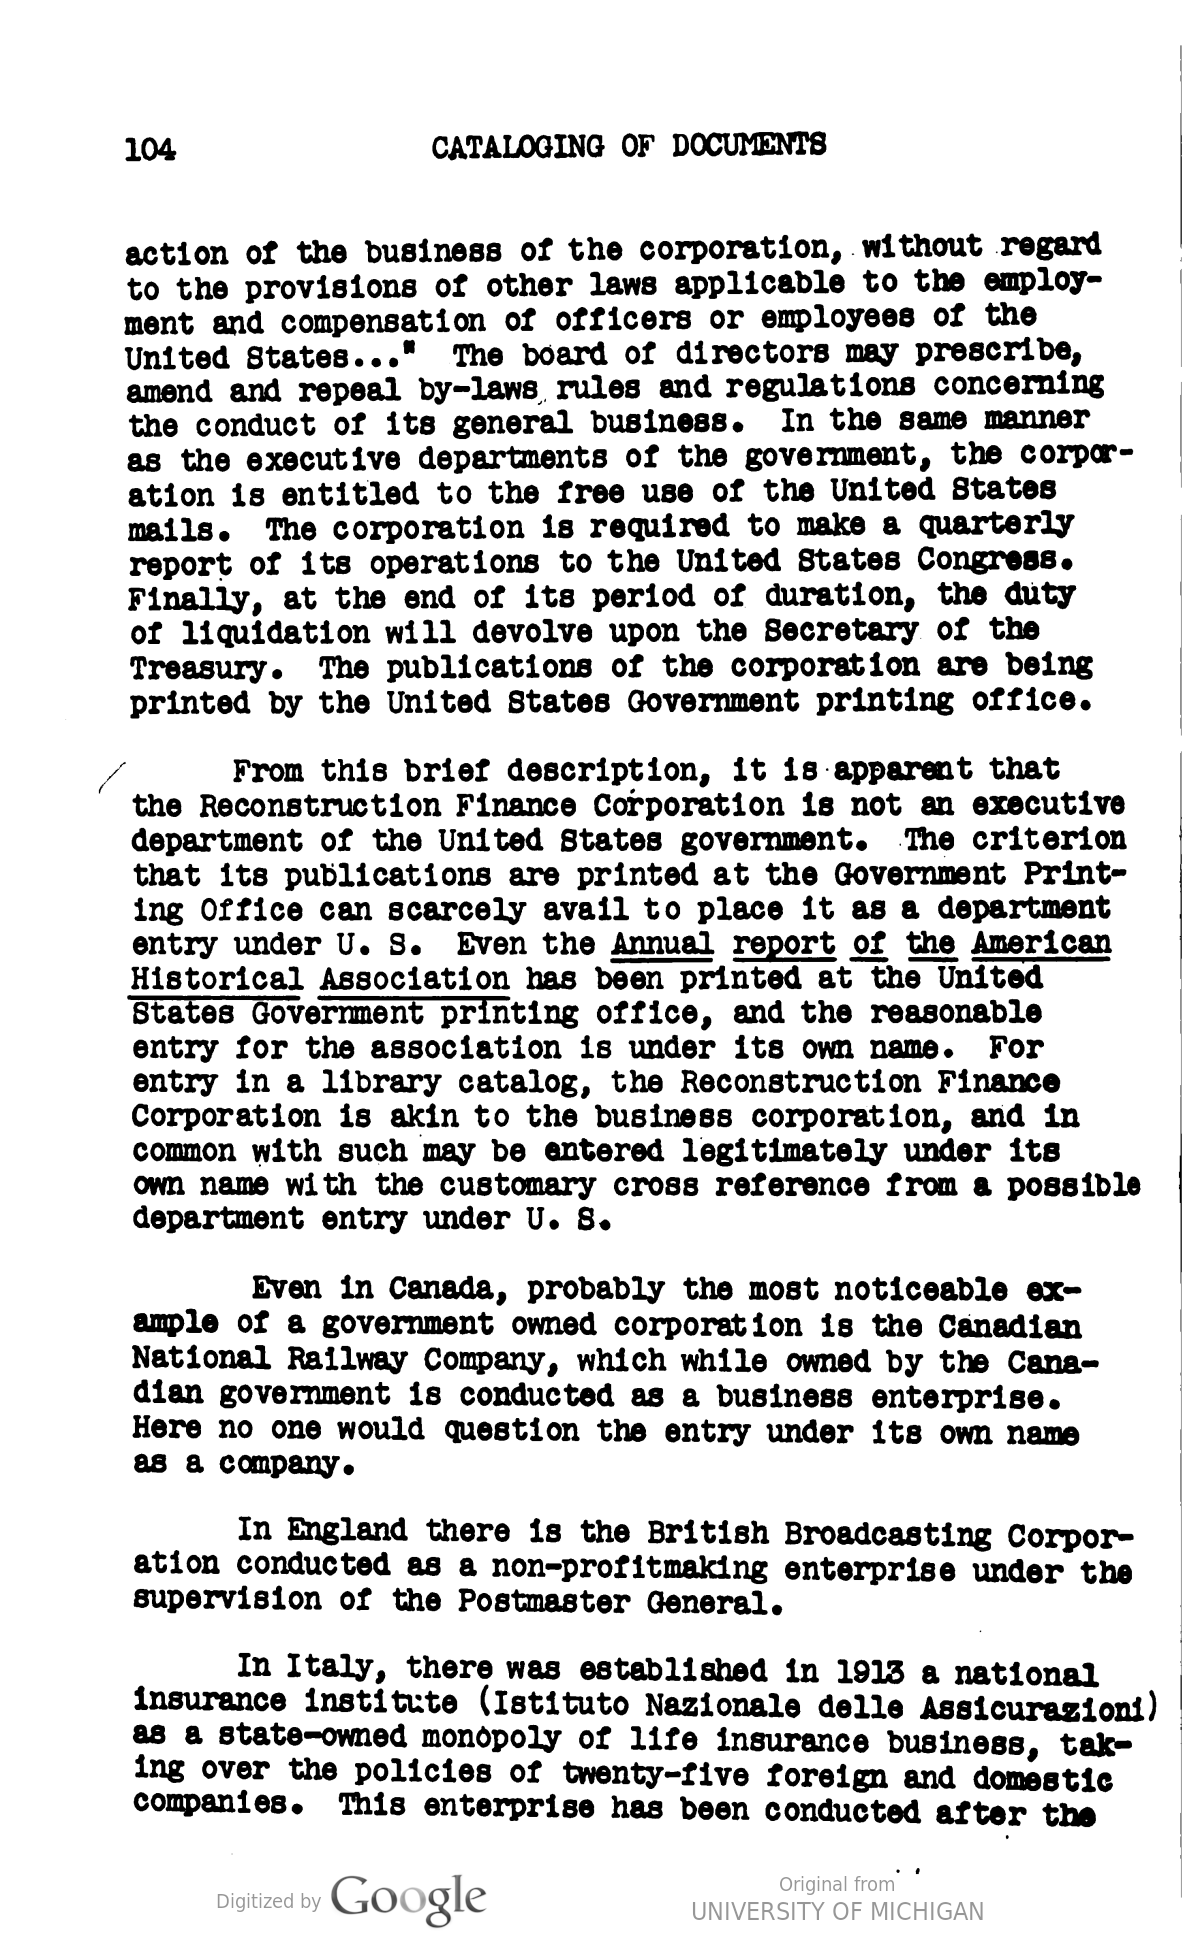 104 CATALOGING OF DOCUMENTS
action of the business of the corporation, without regard
to the provisions of other laws applicable to the employ-
ment and compensation of officers or employees of the
United States..." The board of directors may prescribe,
amend and repeal by-laws, rules and regulations concerning
the conduct of its general business. In the same manner
as the executive departments of the government, the corpor-
ation is entitled to the free use of the United States
mails. The corporation is required to make a quarterly
report of its operations to the United States Congress.
Finally, at the end of its period of duration, the duty
of liquidation will devolve upon the Secretary of the
Treasury. The publications of the corporation are being
printed by the United States Government printing office.
From this brief description, it is apparent that
the Reconstruction Finance Corporation is not an executive
department of the United States government. The criterion
that its publications are printed at the Government Print-
ing Office can scarcely avail to place it as a department
entry under U. S. Even the Annual report of the American
Historical Association has been printed at the United
States Government printing office, and the reasonable
entry for the association is under its own name. For
entry in a library catalog, the Reconstruction Finance
Corporation is akin to the business corporation, and in
common with such may be entered legitimately under its
own name with the customary cross reference from a possible
department entry under U. S.
Even in Canada, probably the most noticeable ex-
ample of a government owned corporation is the Canadian
National Railway Company, which while owned by the Cana-
dian government is conducted as a business enterprise.
Here no one would question the entry under its own name
as a company.
In England there is the British Broadcasting Corpor-
ation conducted as a non-profitmaking enterprise under the
supervision of the Postmaster General.
In Italy, there was established in 1913 a national
insurance institute (Istituto Nazionale delle Assicurazioni)
as a state-owned monopoly of life insurance business, tak-
ing over the policies of twenty-five foreign and domestic
companies. This enterprise has been conducted after the
Digitized by Google
Original from
UNIVERSITY OF MICHIGAN